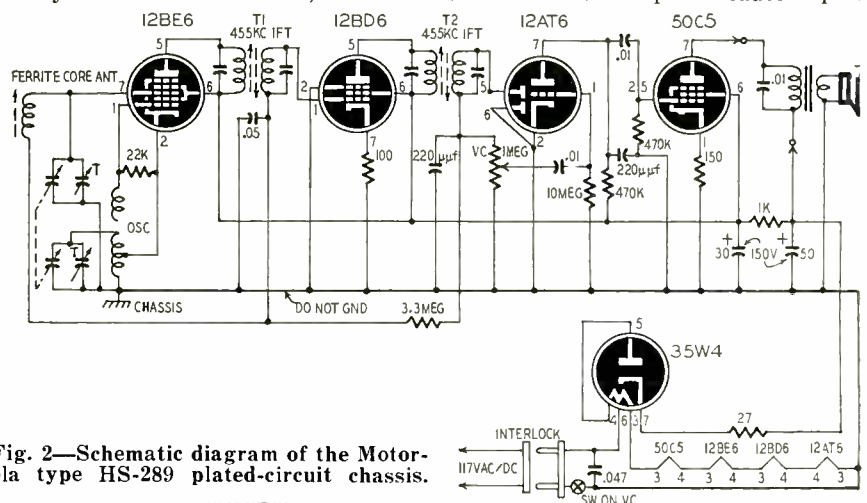 12BE6
T1
455KC IFT
12BD6
T2
455KC IFT
12AT6
50C5
FERRITE CORE ANT.
5
7
1
6
2
22K
OSC
T
T
CHASSIS
.05
5
2
1
6
7
100
DO NOT GND
3.3MEG
220μμf
VC
1MEG
7
5
6
1
2
.01
10MEG
.01
2
5
7
6
1
220μμf
470K
470K
150
.01
1K
+
30
150V
+
50
5
35W4
4
6
3
7
27
INTERLOCK
117VAC/DC
.047
SW ON VC
50C5
12BE6
12BD6
12AT6
3
4
3
4
3
4
4
3
ig. 2—Schematic diagram of the Motor-
la type HS-289 plated-circuit chassis.